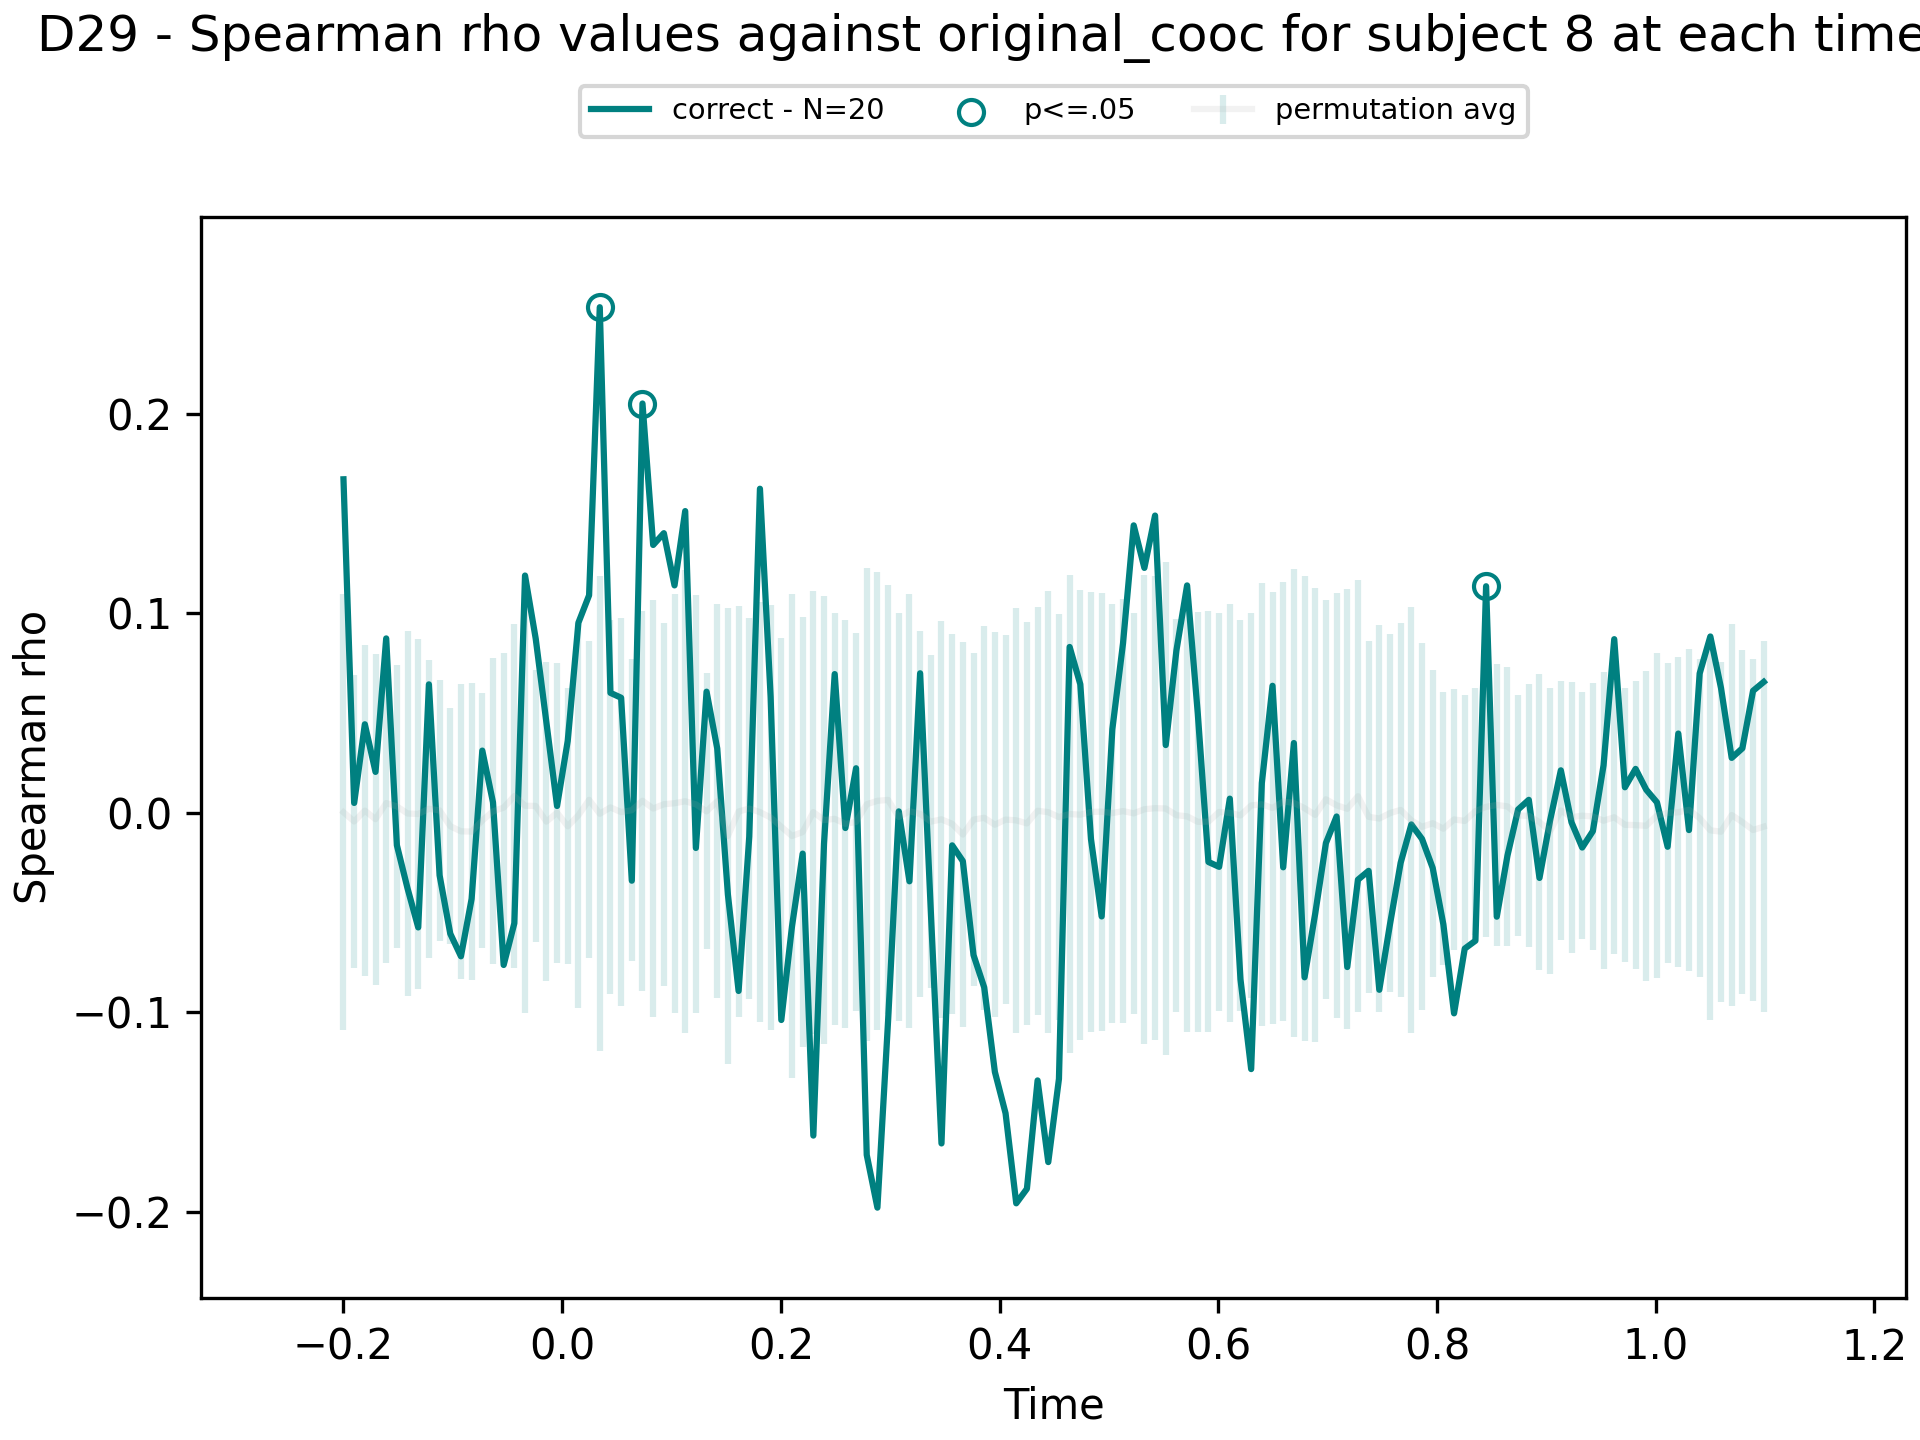 D29 - Spearman rho values against original_cooc for subject 8 at each time
correct - N=20
p<=.05
permutation avg
Spearman rho
0.2
0.1
0.0
−0.1
−0.2
−0.2 0.0 0.2 0.4 0.6 0.8 1.0 1.2
Time